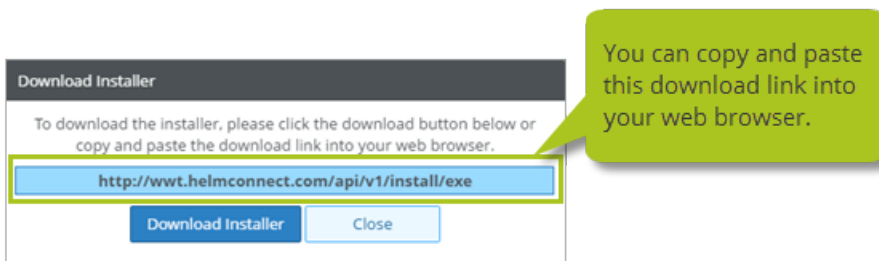 Download Installer
To download the installer, please click the download button below or
copy and paste the download link into your web browser.
http://wwt.helmconnect.com/api/v1/install/exe
Download Installer
Close
You can copy and paste
this download link into
your web browser.